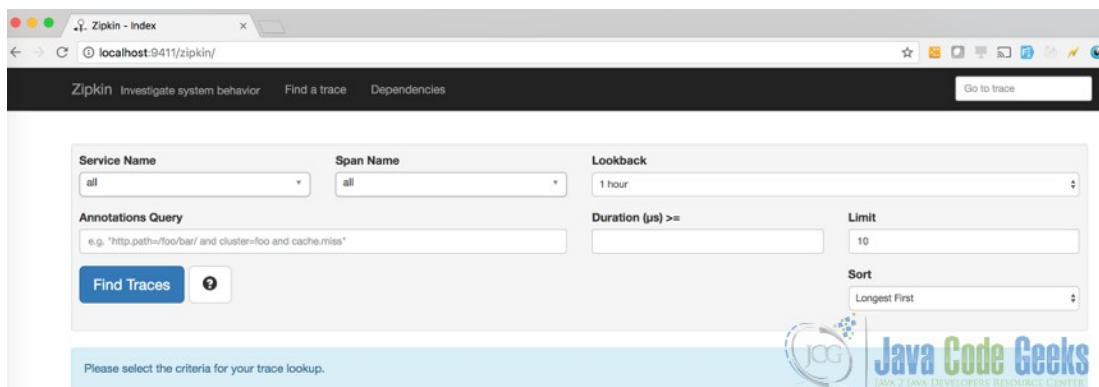 Zipkin - Index
localhost:9411/zipkin/
Zipkin Investigate system behavior Find a trace Dependencies Go to trace
Service Name Span Name Lookback
all all 1 hour
Annotations Query Duration (µs) >= Limit
e.g. "http.path=/foo/bar/ and cluster=foo and cache.miss" 10
Find Traces ?
Sort
Longest First
Please select the criteria for your trace lookup.
JCG Java Code Geeks
JAVA 2 JAVA DEVELOPERS RESOURCE CENTER